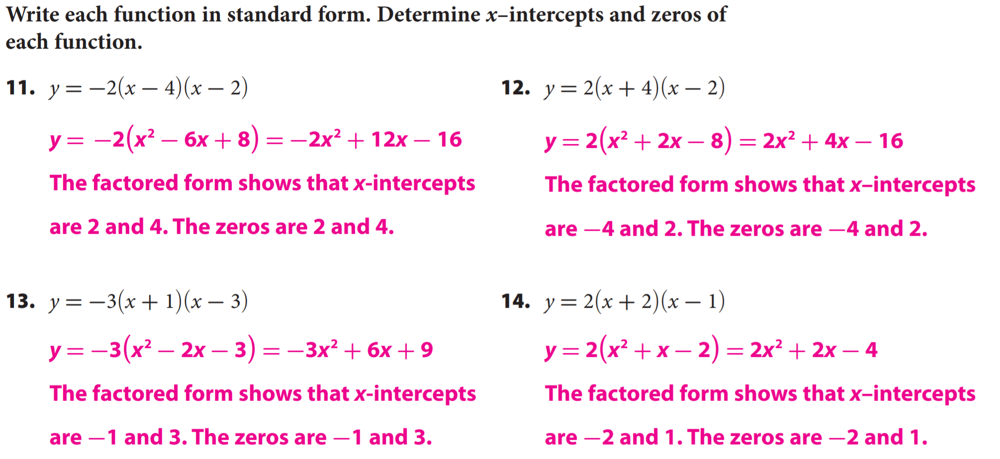 Write each function in standard form. Determine x–intercepts and zeros of
each function.
11. y = −2(x − 4)(x − 2)
y = −2(x² − 6x + 8) = −2x² + 12x − 16
The factored form shows that x-intercepts
are 2 and 4. The zeros are 2 and 4.
12. y = 2(x + 4)(x − 2)
y = 2(x² + 2x − 8) = 2x² + 4x − 16
The factored form shows that x–intercepts
are −4 and 2. The zeros are −4 and 2.
13. y = −3(x + 1)(x − 3)
y = −3(x² − 2x − 3) = −3x² + 6x + 9
The factored form shows that x-intercepts
are −1 and 3. The zeros are −1 and 3.
14. y = 2(x + 2)(x − 1)
y = 2(x² + x − 2) = 2x² + 2x − 4
The factored form shows that x–intercepts
are −2 and 1. The zeros are −2 and 1.